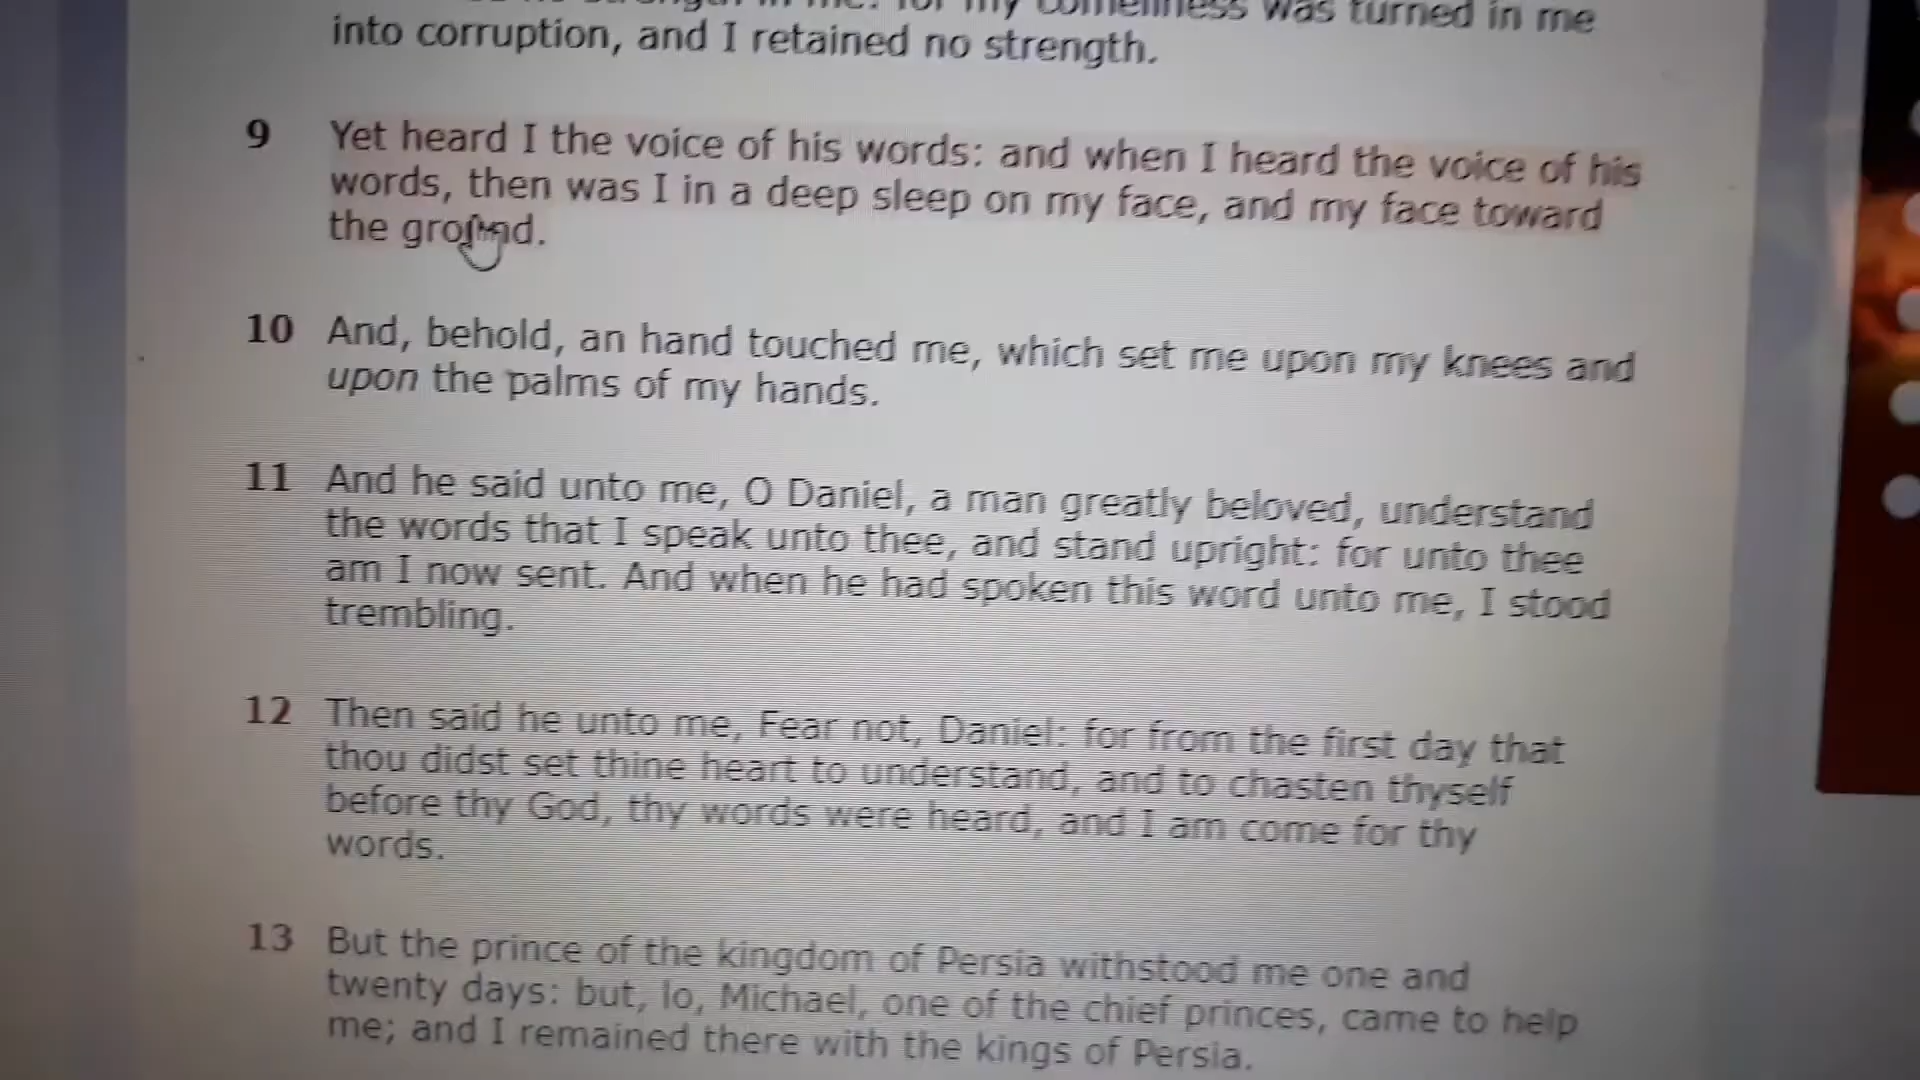 for my comeliness was turned in me
into corruption, and I retained no strength.
9 Yet heard I the voice of his words: and when I heard the voice of his
words, then was I in a deep sleep on my face, and my face toward
the ground.
10 And, behold, an hand touched me, which set me upon my knees and
upon the palms of my hands.
11 And he said unto me, O Daniel, a man greatly beloved, understand
the words that I speak unto thee, and stand upright: for unto thee
am I now sent. And when he had spoken this word unto me, I stood
trembling.
12 Then said he unto me, Fear not, Daniel: for from the first day that
thou didst set thine heart to understand, and to chasten thyself
before thy God, thy words were heard, and I am come for thy
words.
13 But the prince of the kingdom of Persia withstood me one and
twenty days: but, lo, Michael, one of the chief princes, came to help
me; and I remained there with the kings of Persia.